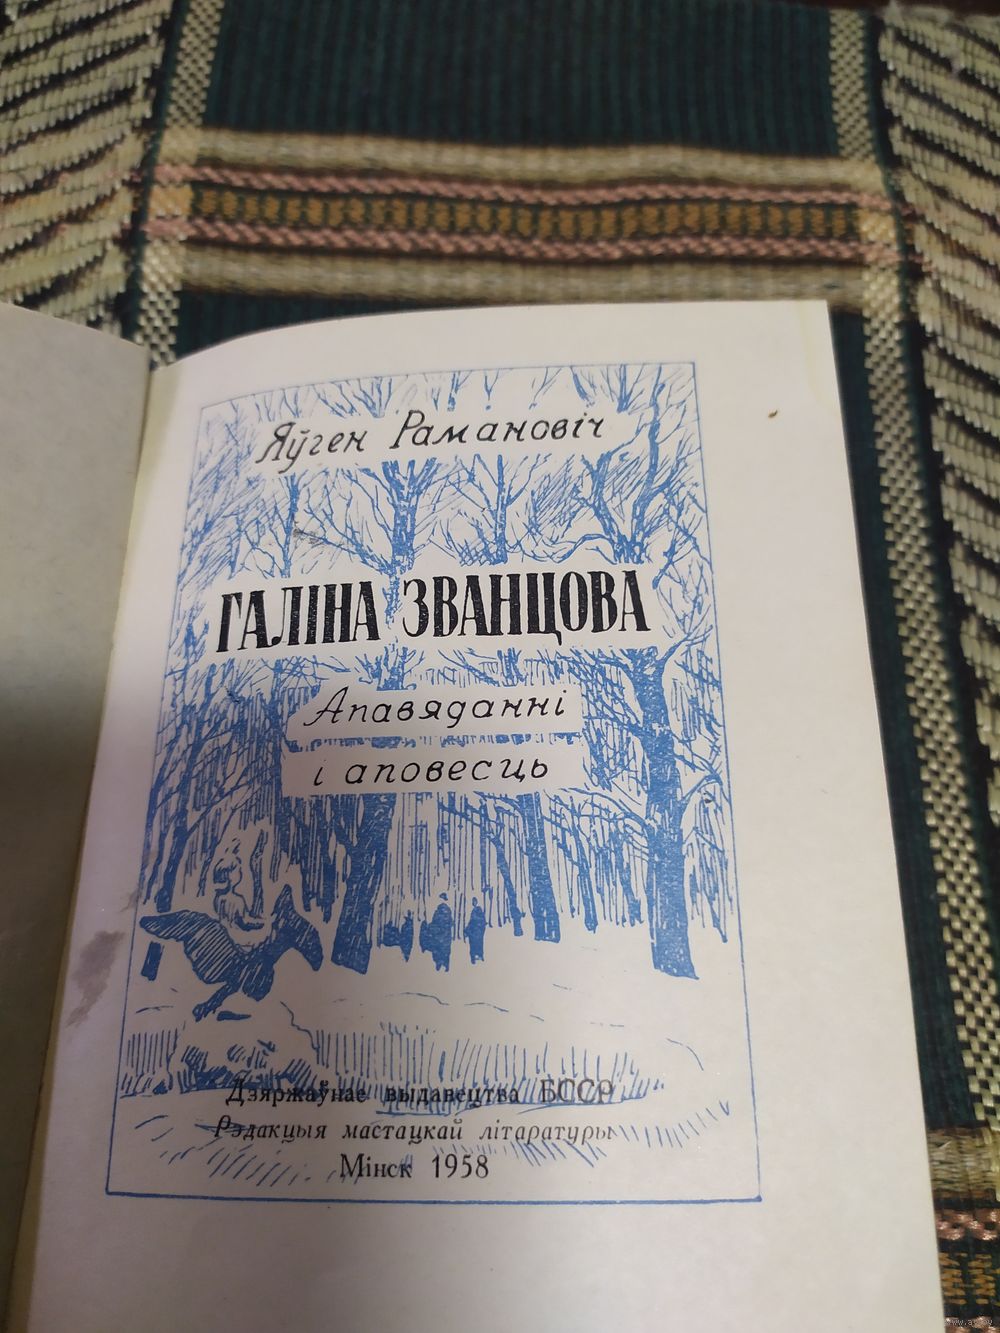 Яўген Рамановіч
ГАЛІНА ЗВАНЦОВА
Апавяданні
і аповесць
Дзяржаўнае выдавецтва БССР
Рэдакцыя мастацкай літаратуры
Мінск 1958